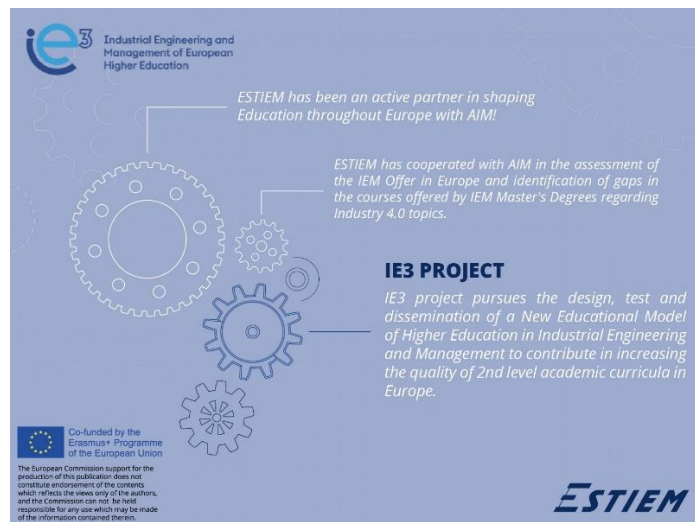 ie3
Industrial Engineering and
Management of European
Higher Education
ESTIEM has been an active partner in shaping
Education throughout Europe with AIM!
ESTIEM has cooperated with AIM in the assessment of
the IEM Offer in Europe and identification of gaps in
the courses offered by IEM Master's Degrees regarding
Industry 4.0 topics.
IE3 PROJECT
IE3 project pursues the design, test and
dissemination of a New Educational Model
of Higher Education in Industrial Engineering
and Management to contribute in increasing
the quality of 2nd level academic curricula in
Europe.
Co-funded by the
Erasmus+ Programme
of the European Union
The European Commission support for the
production of this publication does not
constitute endorsement of the contents
which reflects the views only of the authors,
and the Commission can not be held
responsible for any use which may be made
of the information contained therein.
ESTIEM